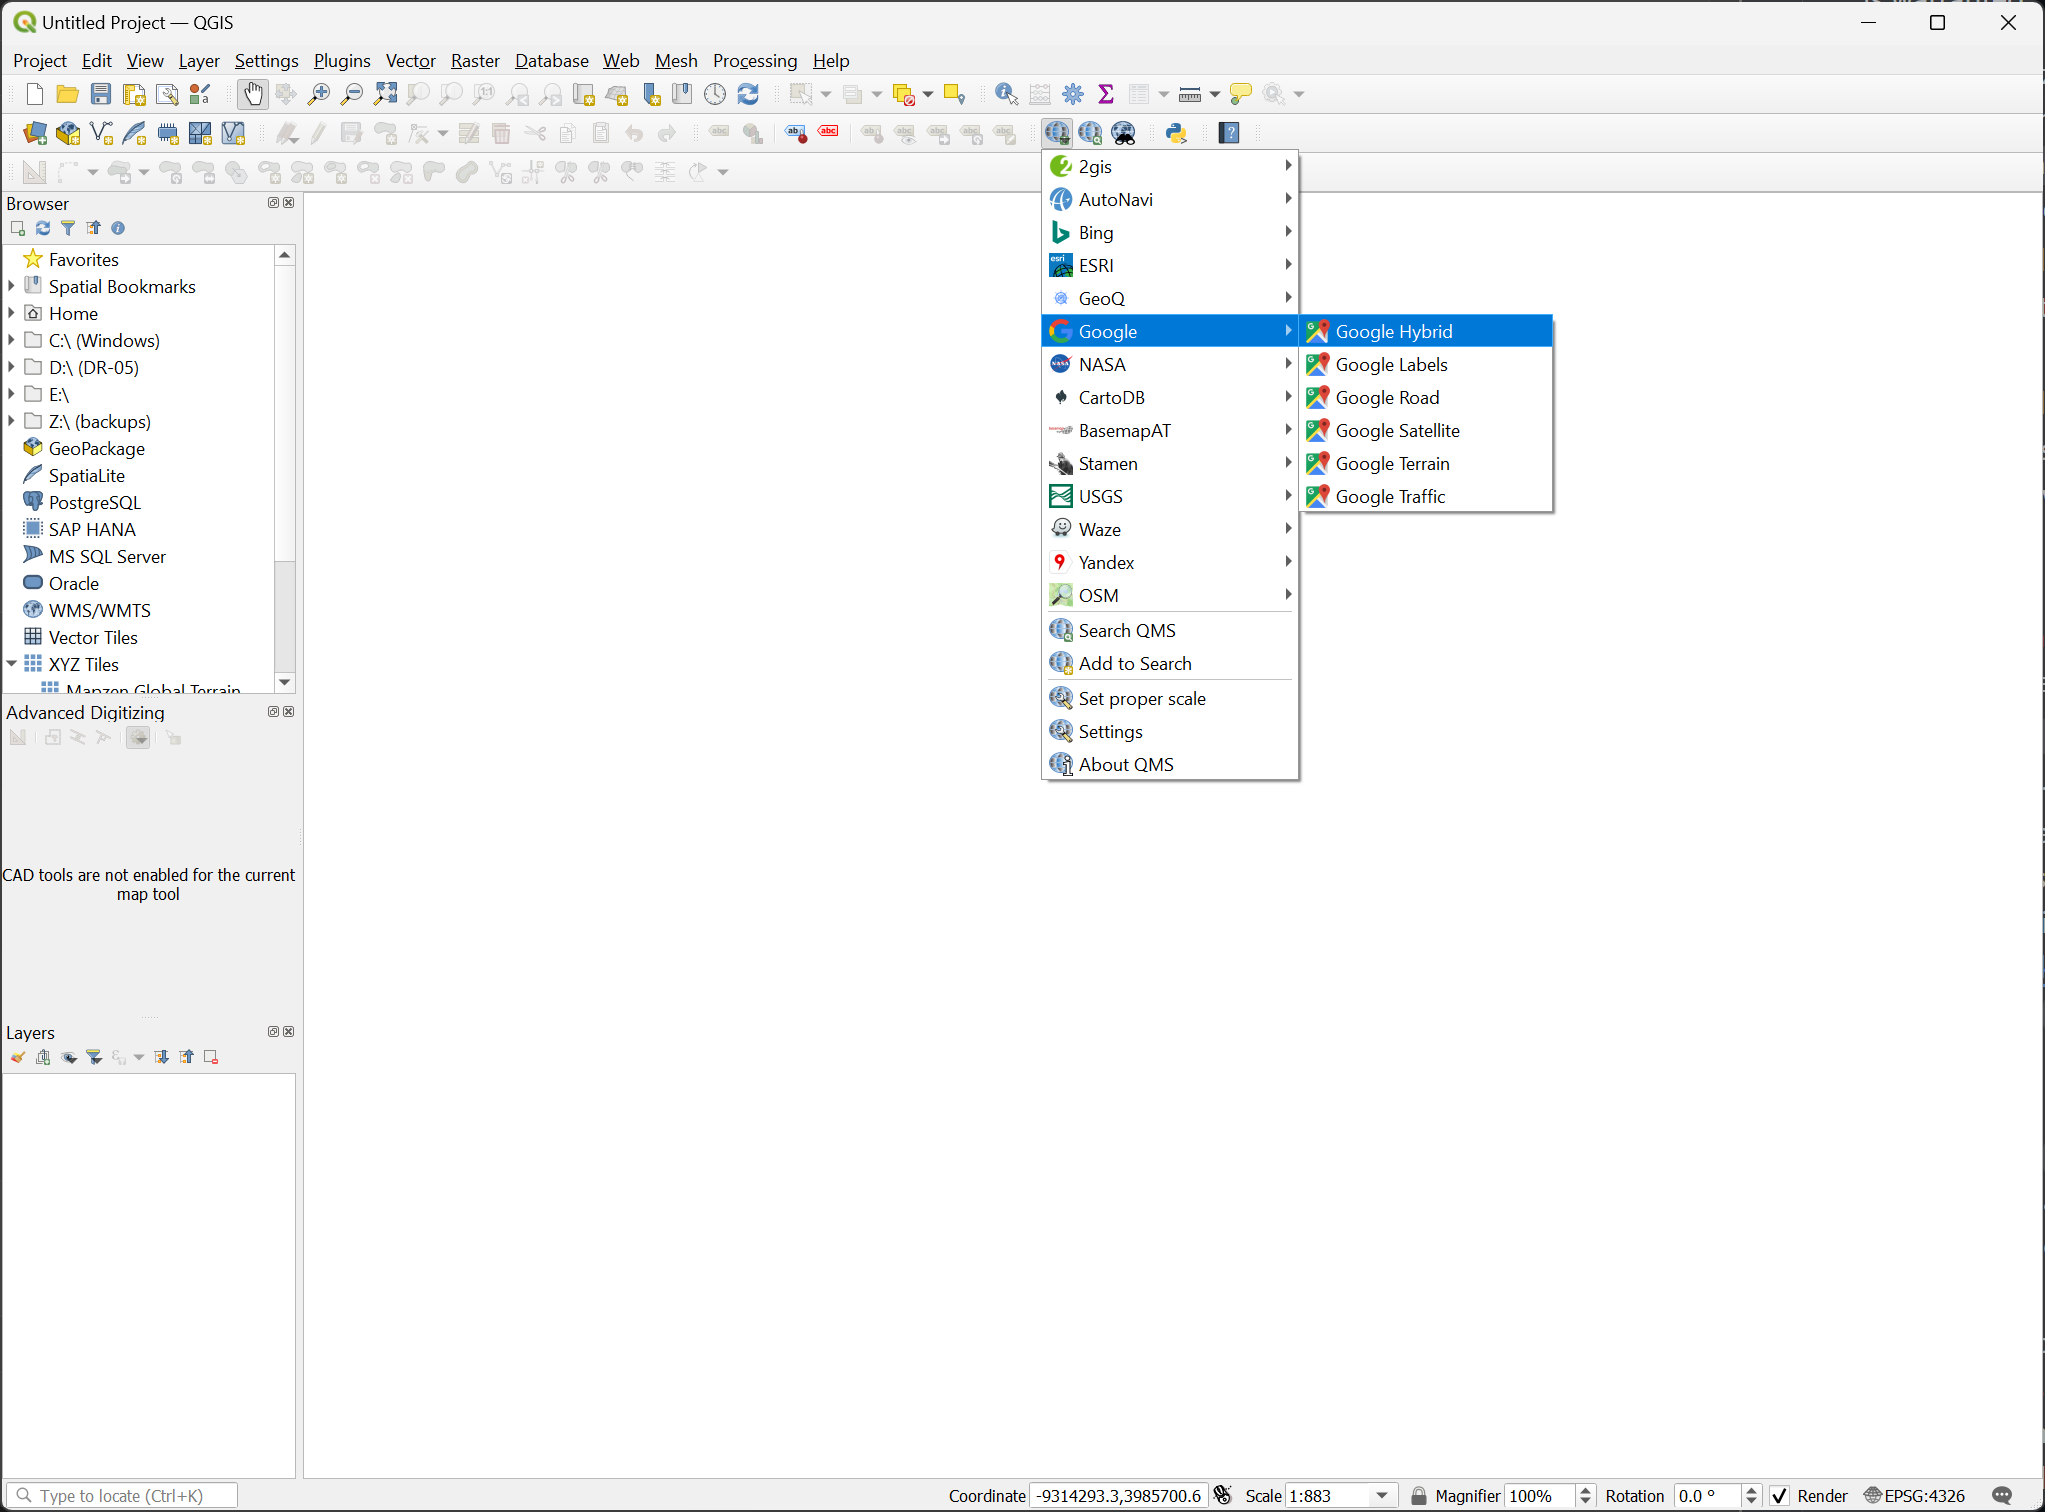 Untitled Project — QGIS
Project Edit View Layer Settings Plugins Vector Raster Database Web Mesh Processing Help
Browser
Favorites
Spatial Bookmarks
Home
C:\ (Windows)
D:\ (DR-05)
E:\
Z:\ (backups)
GeoPackage
SpatiaLite
PostgreSQL
SAP HANA
MS SQL Server
Oracle
WMS/WMTS
Vector Tiles
XYZ Tiles
Mapzen Global Terrain
Advanced Digitizing
CAD tools are not enabled for the current
map tool
Layers
2gis
AutoNavi
Bing
ESRI
GeoQ
Google
NASA
CartoDB
BasemapAT
Stamen
USGS
Waze
Yandex
OSM
Search QMS
Add to Search
Set proper scale
Settings
About QMS
Google Hybrid
Google Labels
Google Road
Google Satellite
Google Terrain
Google Traffic
Type to locate (Ctrl+K)
Coordinate -9314293.3,3985700.6 Scale 1:883 Magnifier 100% Rotation 0.0 ° Render EPSG:4326